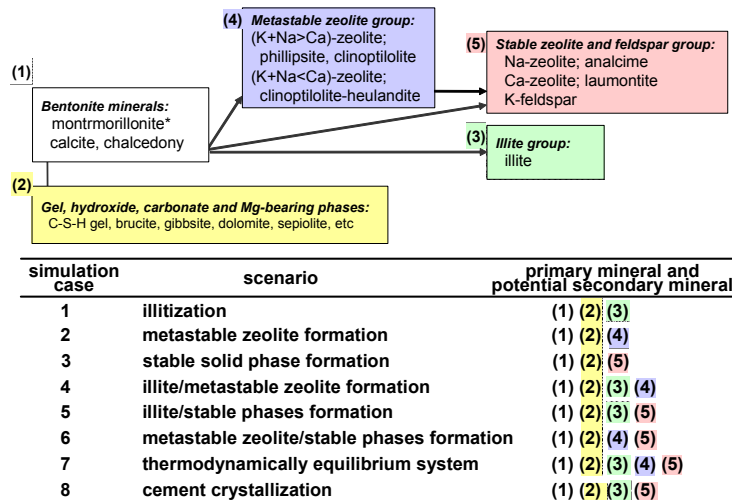 (1)
Bentonite minerals:
montrmorillonite*
calcite, chalcedony
(2)
Gel, hydroxide, carbonate and Mg-bearing phases:
C-S-H gel, brucite, gibbsite, dolomite, sepiolite, etc
(4)
Metastable zeolite group:
(K+Na>Ca)-zeolite;
phillipsite, clinoptilolite
(K+Na<Ca)-zeolite;
clinoptilolite-heulandite
(5)
Stable zeolite and feldspar group:
Na-zeolite; analcime
Ca-zeolite; laumontite
K-feldspar
(3)
Illite group:
illite
simulation case scenario primary mineral and potential secondary mineral
1 illitization (1) (2) (3)
2 metastable zeolite formation (1) (2) (4)
3 stable solid phase formation (1) (2) (5)
4 illite/metastable zeolite formation (1) (2) (3) (4)
5 illite/stable phases formation (1) (2) (3) (5)
6 metastable zeolite/stable phases formation (1) (2) (4) (5)
7 thermodynamically equilibrium system (1) (2) (3) (4) (5)
8 cement crystallization (1) (2) (3) (5)